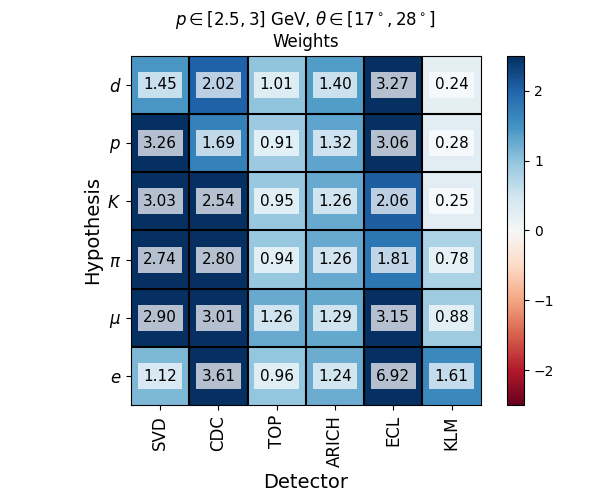 p ∈ [2.5, 3] GeV, θ ∈ [17°, 28°]
Weights
d 1.45 2.02 1.01 1.40 3.27 0.24
p 3.26 1.69 0.91 1.32 3.06 0.28
K 3.03 2.54 0.95 1.26 2.06 0.25
π 2.74 2.80 0.94 1.26 1.81 0.78
μ 2.90 3.01 1.26 1.29 3.15 0.88
e 1.12 3.61 0.96 1.24 6.92 1.61
SVD CDC TOP ARICH ECL KLM
Detector
Hypothesis
2
1
0
−1
−2